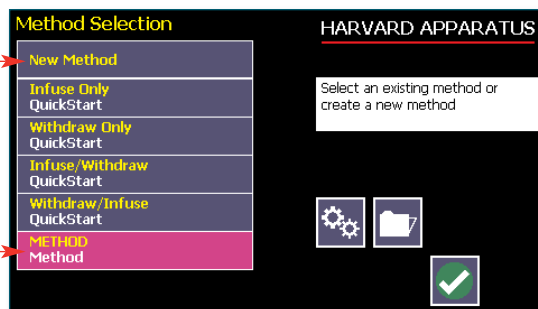 Method Selection
HARVARD APPARATUS
New Method
Infuse Only
QuickStart
Withdraw Only
QuickStart
Infuse/Withdraw
QuickStart
Withdraw/Infuse
QuickStart
METHOD
Method
Select an existing method or
create a new method